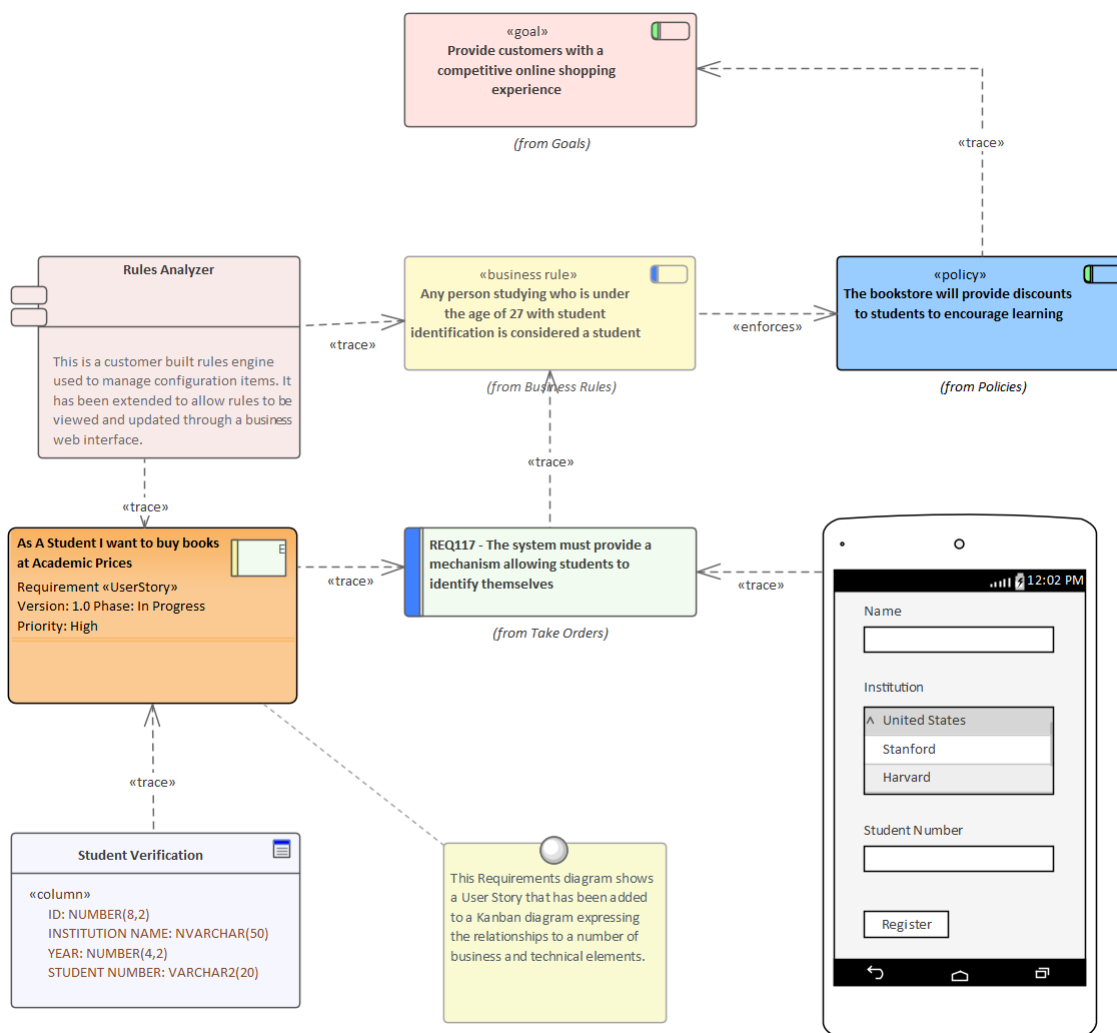 «goal»
Provide customers with a
competitive online shopping
experience
(from Goals)
«trace»
Rules Analyzer
This is a customer built rules engine
used to manage configuration items. It
has been extended to allow rules to be
viewed and updated through a business
web interface.
«trace»
«business rule»
Any person studying who is under
the age of 27 with student
identification is considered a student
(from Business Rules)
«enforces»
«policy»
The bookstore will provide discounts
to students to encourage learning
(from Policies)
«trace»
«trace»
As A Student I want to buy books
at Academic Prices
E
Requirement «UserStory»
Version: 1.0 Phase: In Progress
Priority: High
«trace»
REQ117 - The system must provide a
mechanism allowing students to
identify themselves
(from Take Orders)
«trace»
12:02 PM
Name
Institution
^ United States
Stanford
Harvard
Student Number
Register
«trace»
Student Verification
«column»
ID: NUMBER(8,2)
INSTITUTION NAME: NVARCHAR(50)
YEAR: NUMBER(4,2)
STUDENT NUMBER: VARCHAR2(20)
This Requirements diagram shows
a User Story that has been added
to a Kanban diagram expressing
the relationships to a number of
business and technical elements.